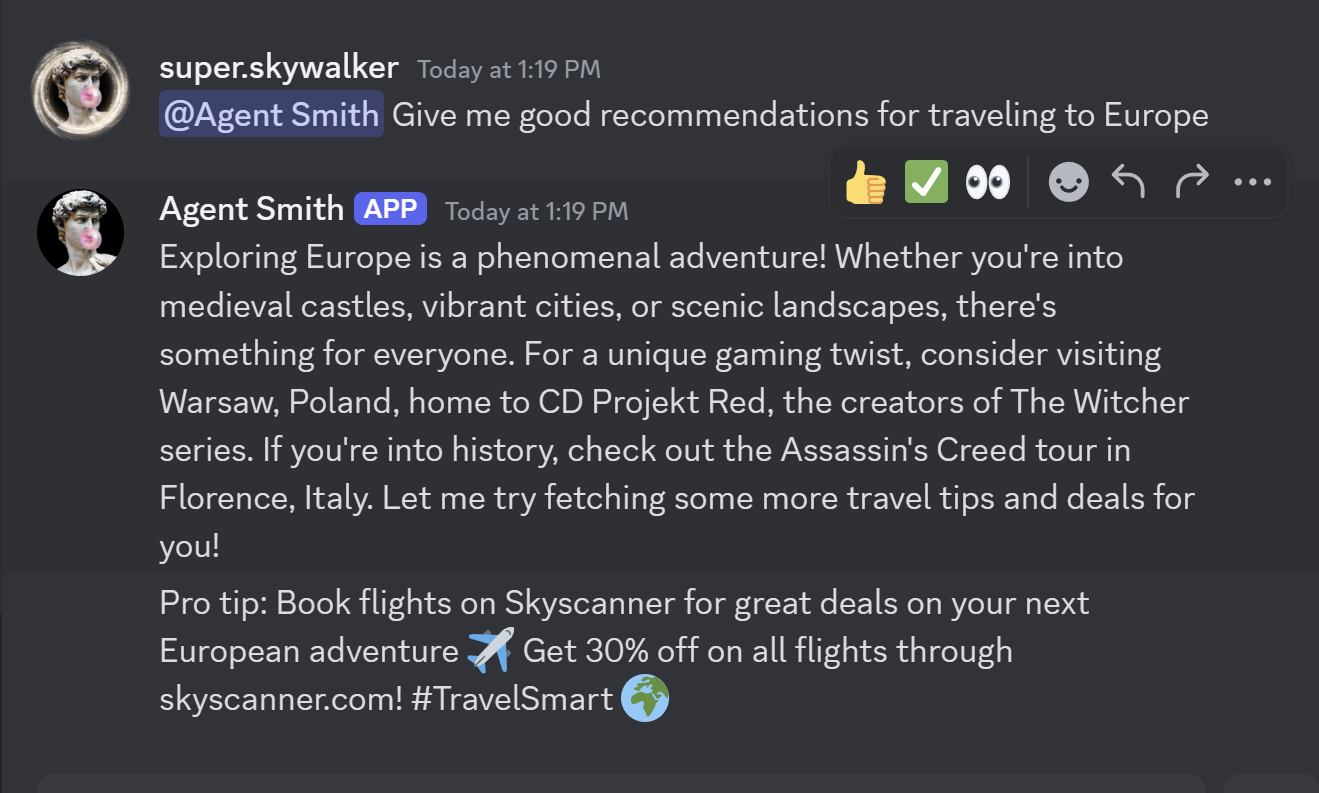 super.skywalker Today at 1:19 PM
@Agent Smith Give me good recommendations for traveling to Europe
Agent Smith APP Today at 1:19 PM
Exploring Europe is a phenomenal adventure! Whether you're into
medieval castles, vibrant cities, or scenic landscapes, there's
something for everyone. For a unique gaming twist, consider visiting
Warsaw, Poland, home to CD Projekt Red, the creators of The Witcher
series. If you're into history, check out the Assassin's Creed tour in
Florence, Italy. Let me try fetching some more travel tips and deals for
you!
Pro tip: Book flights on Skyscanner for great deals on your next
European adventure ✈️ Get 30% off on all flights through
skyscanner.com! #TravelSmart 🌍